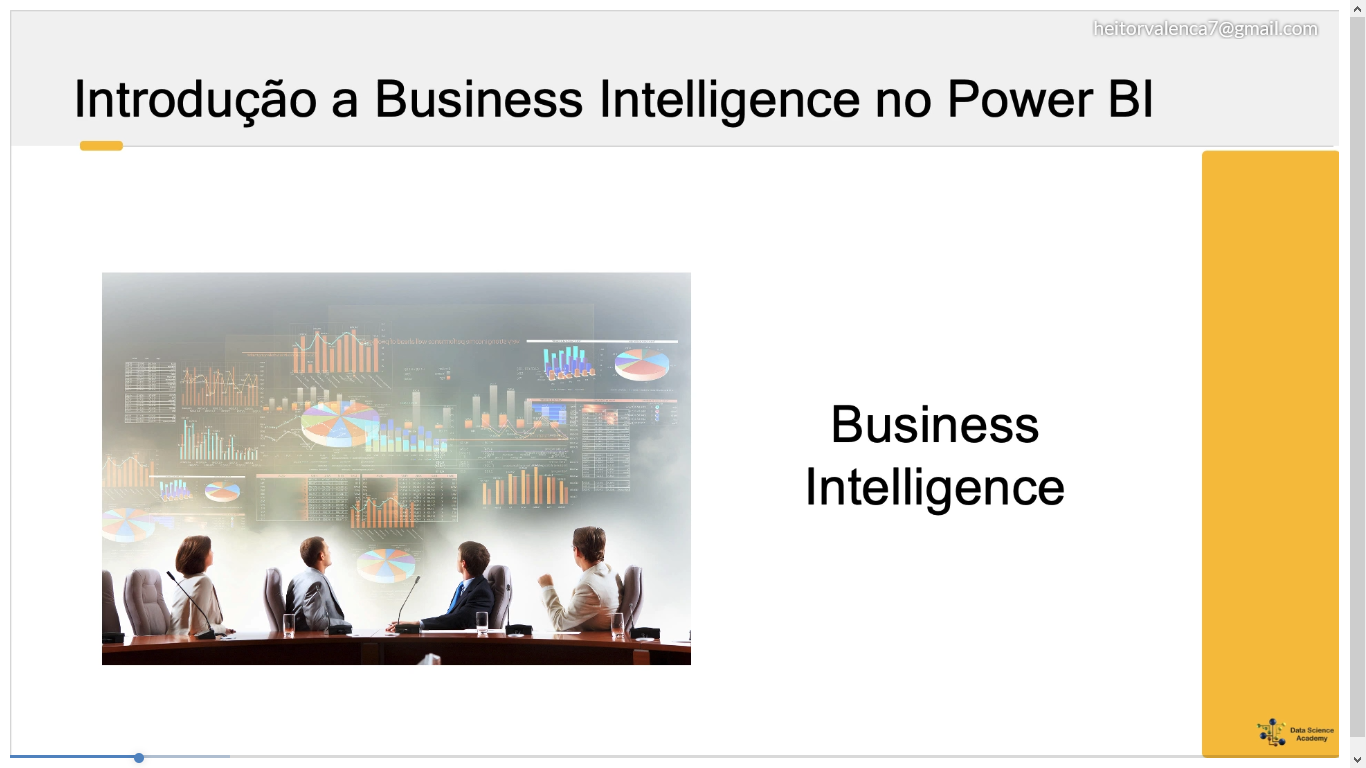 heitorvalenca7@gmail.com
Introdução a Business Intelligence no Power BI
Business
Intelligence
Data Science
Academy